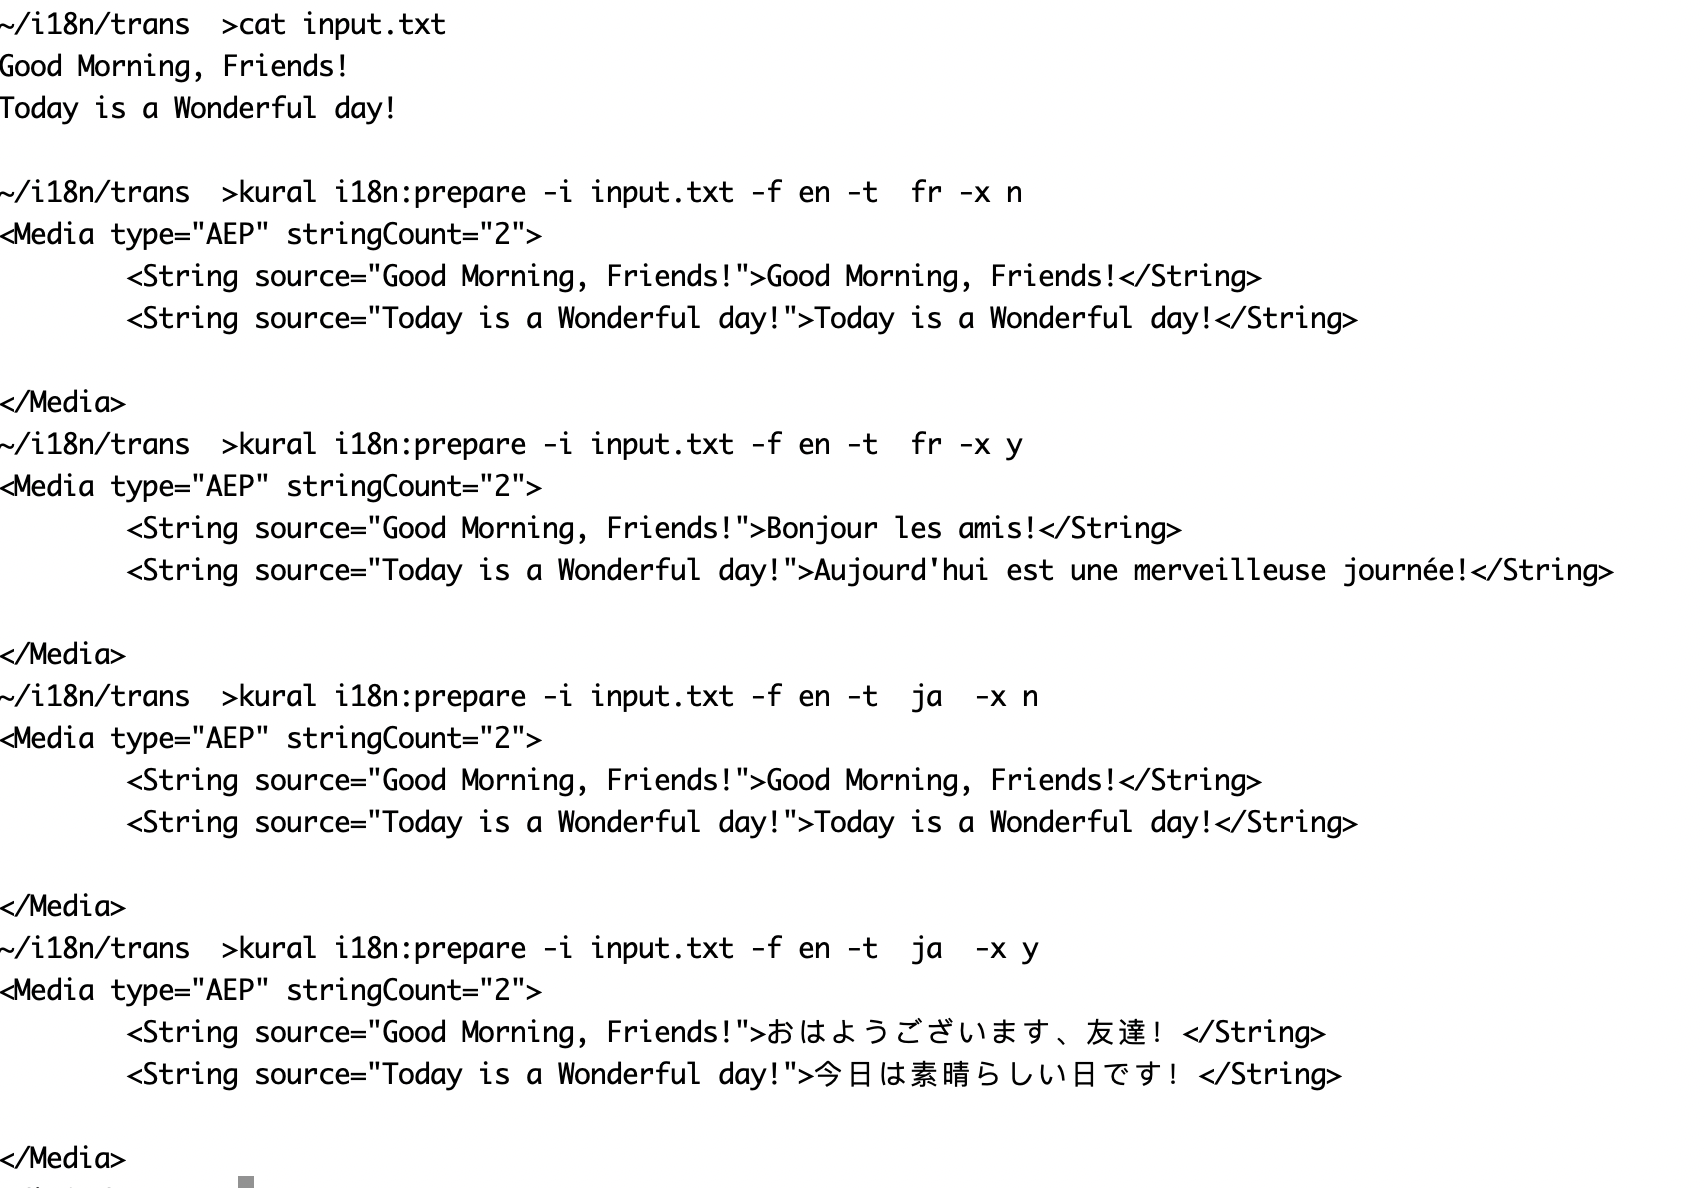 ~/i18n/trans  >cat input.txt
Good Morning, Friends!
Today is a Wonderful day!
~/i18n/trans  >kural i18n:prepare -i input.txt -f en -t  fr -x n
<Media type="AEP" stringCount="2">
        <String source="Good Morning, Friends!">Good Morning, Friends!</String>
        <String source="Today is a Wonderful day!">Today is a Wonderful day!</String>
</Media>
~/i18n/trans  >kural i18n:prepare -i input.txt -f en -t  fr -x y
<Media type="AEP" stringCount="2">
        <String source="Good Morning, Friends!">Bonjour les amis!</String>
        <String source="Today is a Wonderful day!">Aujourd'hui est une merveilleuse journée!</String>
</Media>
~/i18n/trans  >kural i18n:prepare -i input.txt -f en -t  ja  -x n
<Media type="AEP" stringCount="2">
        <String source="Good Morning, Friends!">Good Morning, Friends!</String>
        <String source="Today is a Wonderful day!">Today is a Wonderful day!</String>
</Media>
~/i18n/trans  >kural i18n:prepare -i input.txt -f en -t  ja  -x y
<Media type="AEP" stringCount="2">
        <String source="Good Morning, Friends!">おはようございます、友達！</String>
        <String source="Today is a Wonderful day!">今日は素晴らしい日です！</String>
</Media>